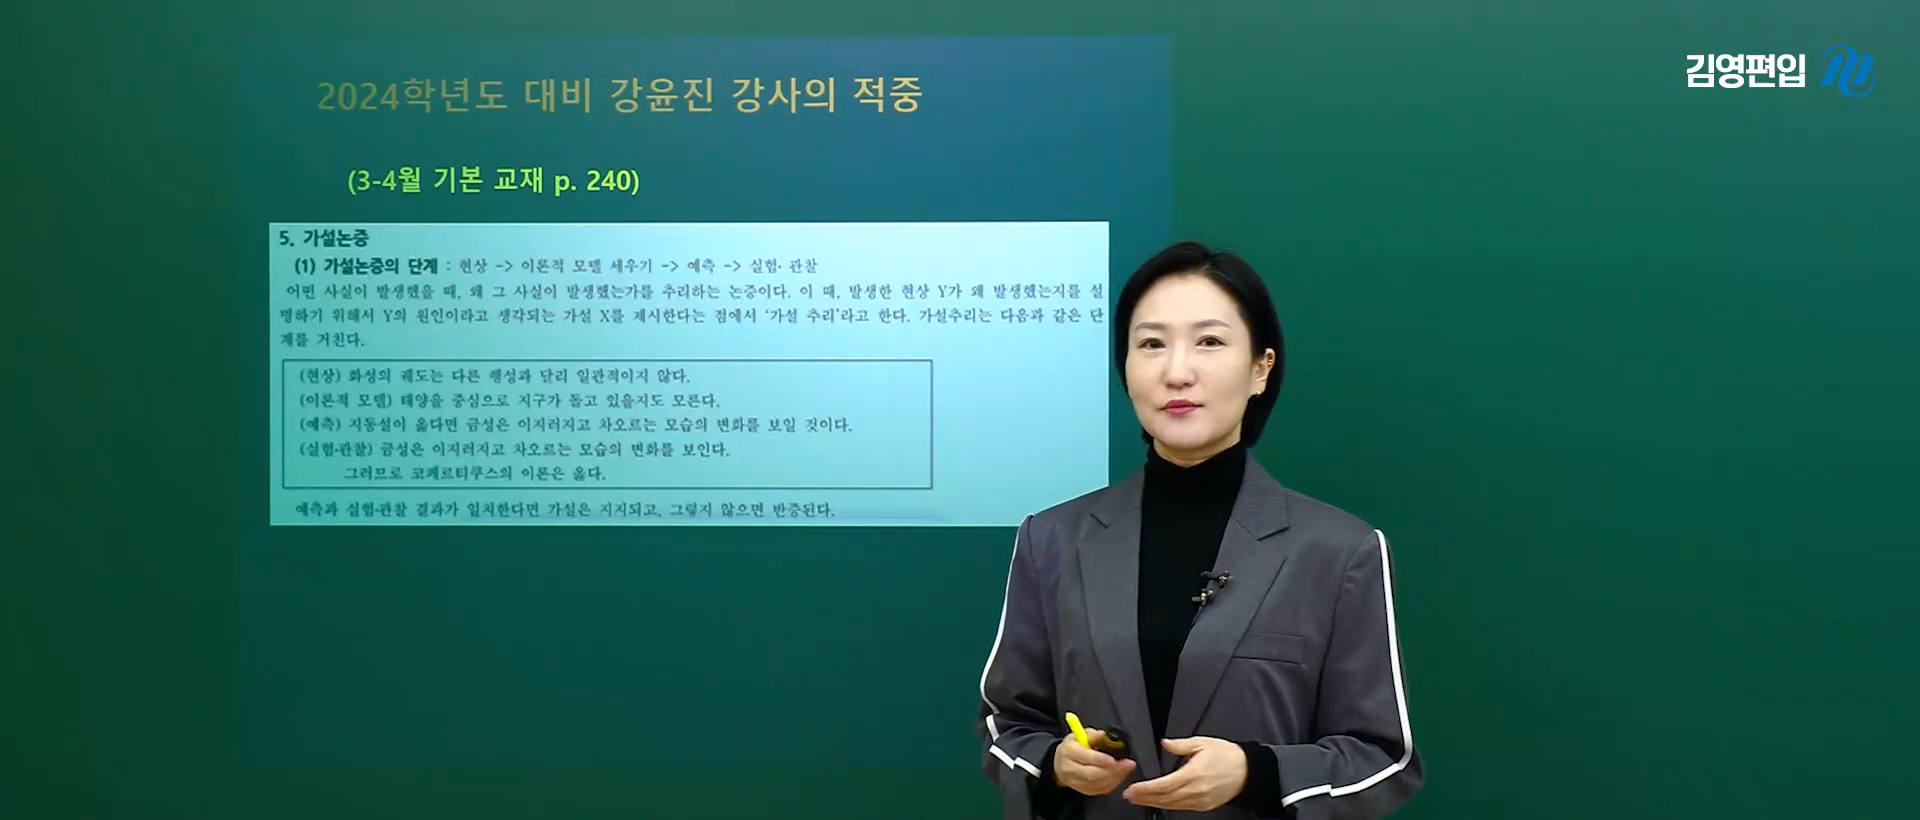 김영편입
2024학년도 대비 강윤진 강사의 적중
(3-4월 기본 교재 p. 240)
5. 가설논증
(1) 가설논증의 단계 : 현상 -> 이론적 모델 세우기 -> 예측 -> 실험· 관찰
어떤 사실이 발생했을 때, 왜 그 사실이 발생했는가를 추리하는 논증이다. 이 때, 발생한 현상 Y가 왜 발생했는지를 설
명하기 위해서 Y의 원인이라고 생각되는 가설 X를 제시한다는 점에서 ‘가설 추리’라고 한다. 가설추리는 다음과 같은 단
계를 거친다.
(현상) 화성의 궤도는 다른 행성과 달리 일관적이지 않다.
(이론적 모델) 태양을 중심으로 지구가 돌고 있을지도 모른다.
(예측) 지동설이 옳다면 금성은 이지러지고 차오르는 모습의 변화를 보일 것이다.
(실험·관찰) 금성은 이지러지고 차오르는 모습의 변화를 보인다.
그러므로 코페르티쿠스의 이론은 옳다.
예측과 실험·관찰 결과가 일치한다면 가설은 지지되고, 그렇지 않으면 반증된다.